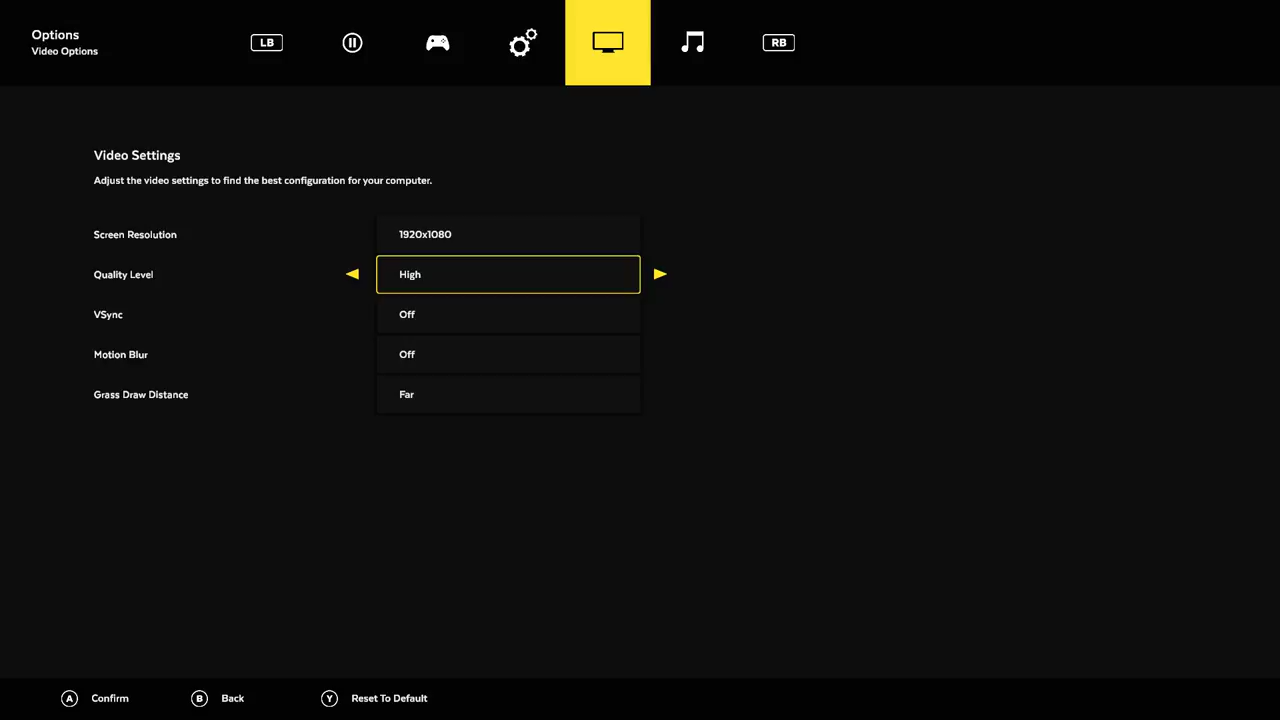 Options
Video Options
LB
RB
Video Settings
Adjust the video settings to find the best configuration for your computer.
Screen Resolution 1920x1080
Quality Level High
VSync Off
Motion Blur Off
Grass Draw Distance Far
A Confirm B Back Y Reset To Default